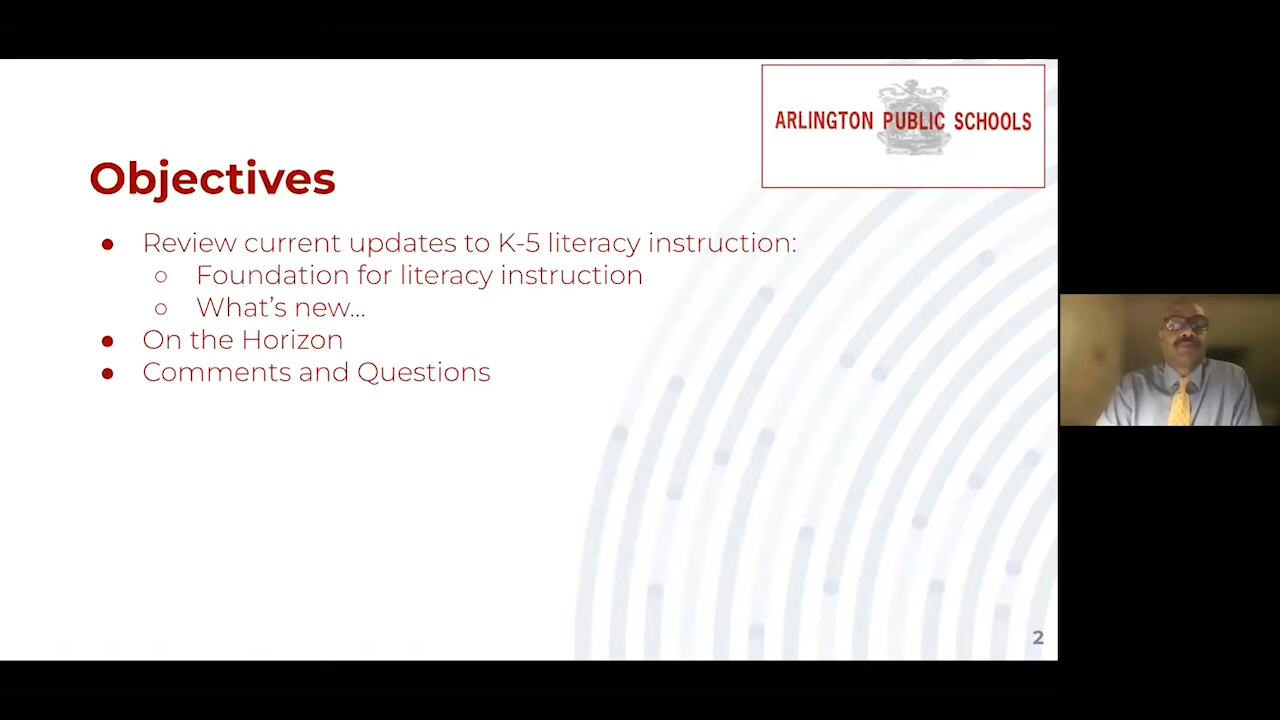 ARLINGTON PUBLIC SCHOOLS
Objectives
● Review current updates to K-5 literacy instruction:
○ Foundation for literacy instruction
○ What’s new...
● On the Horizon
● Comments and Questions
2